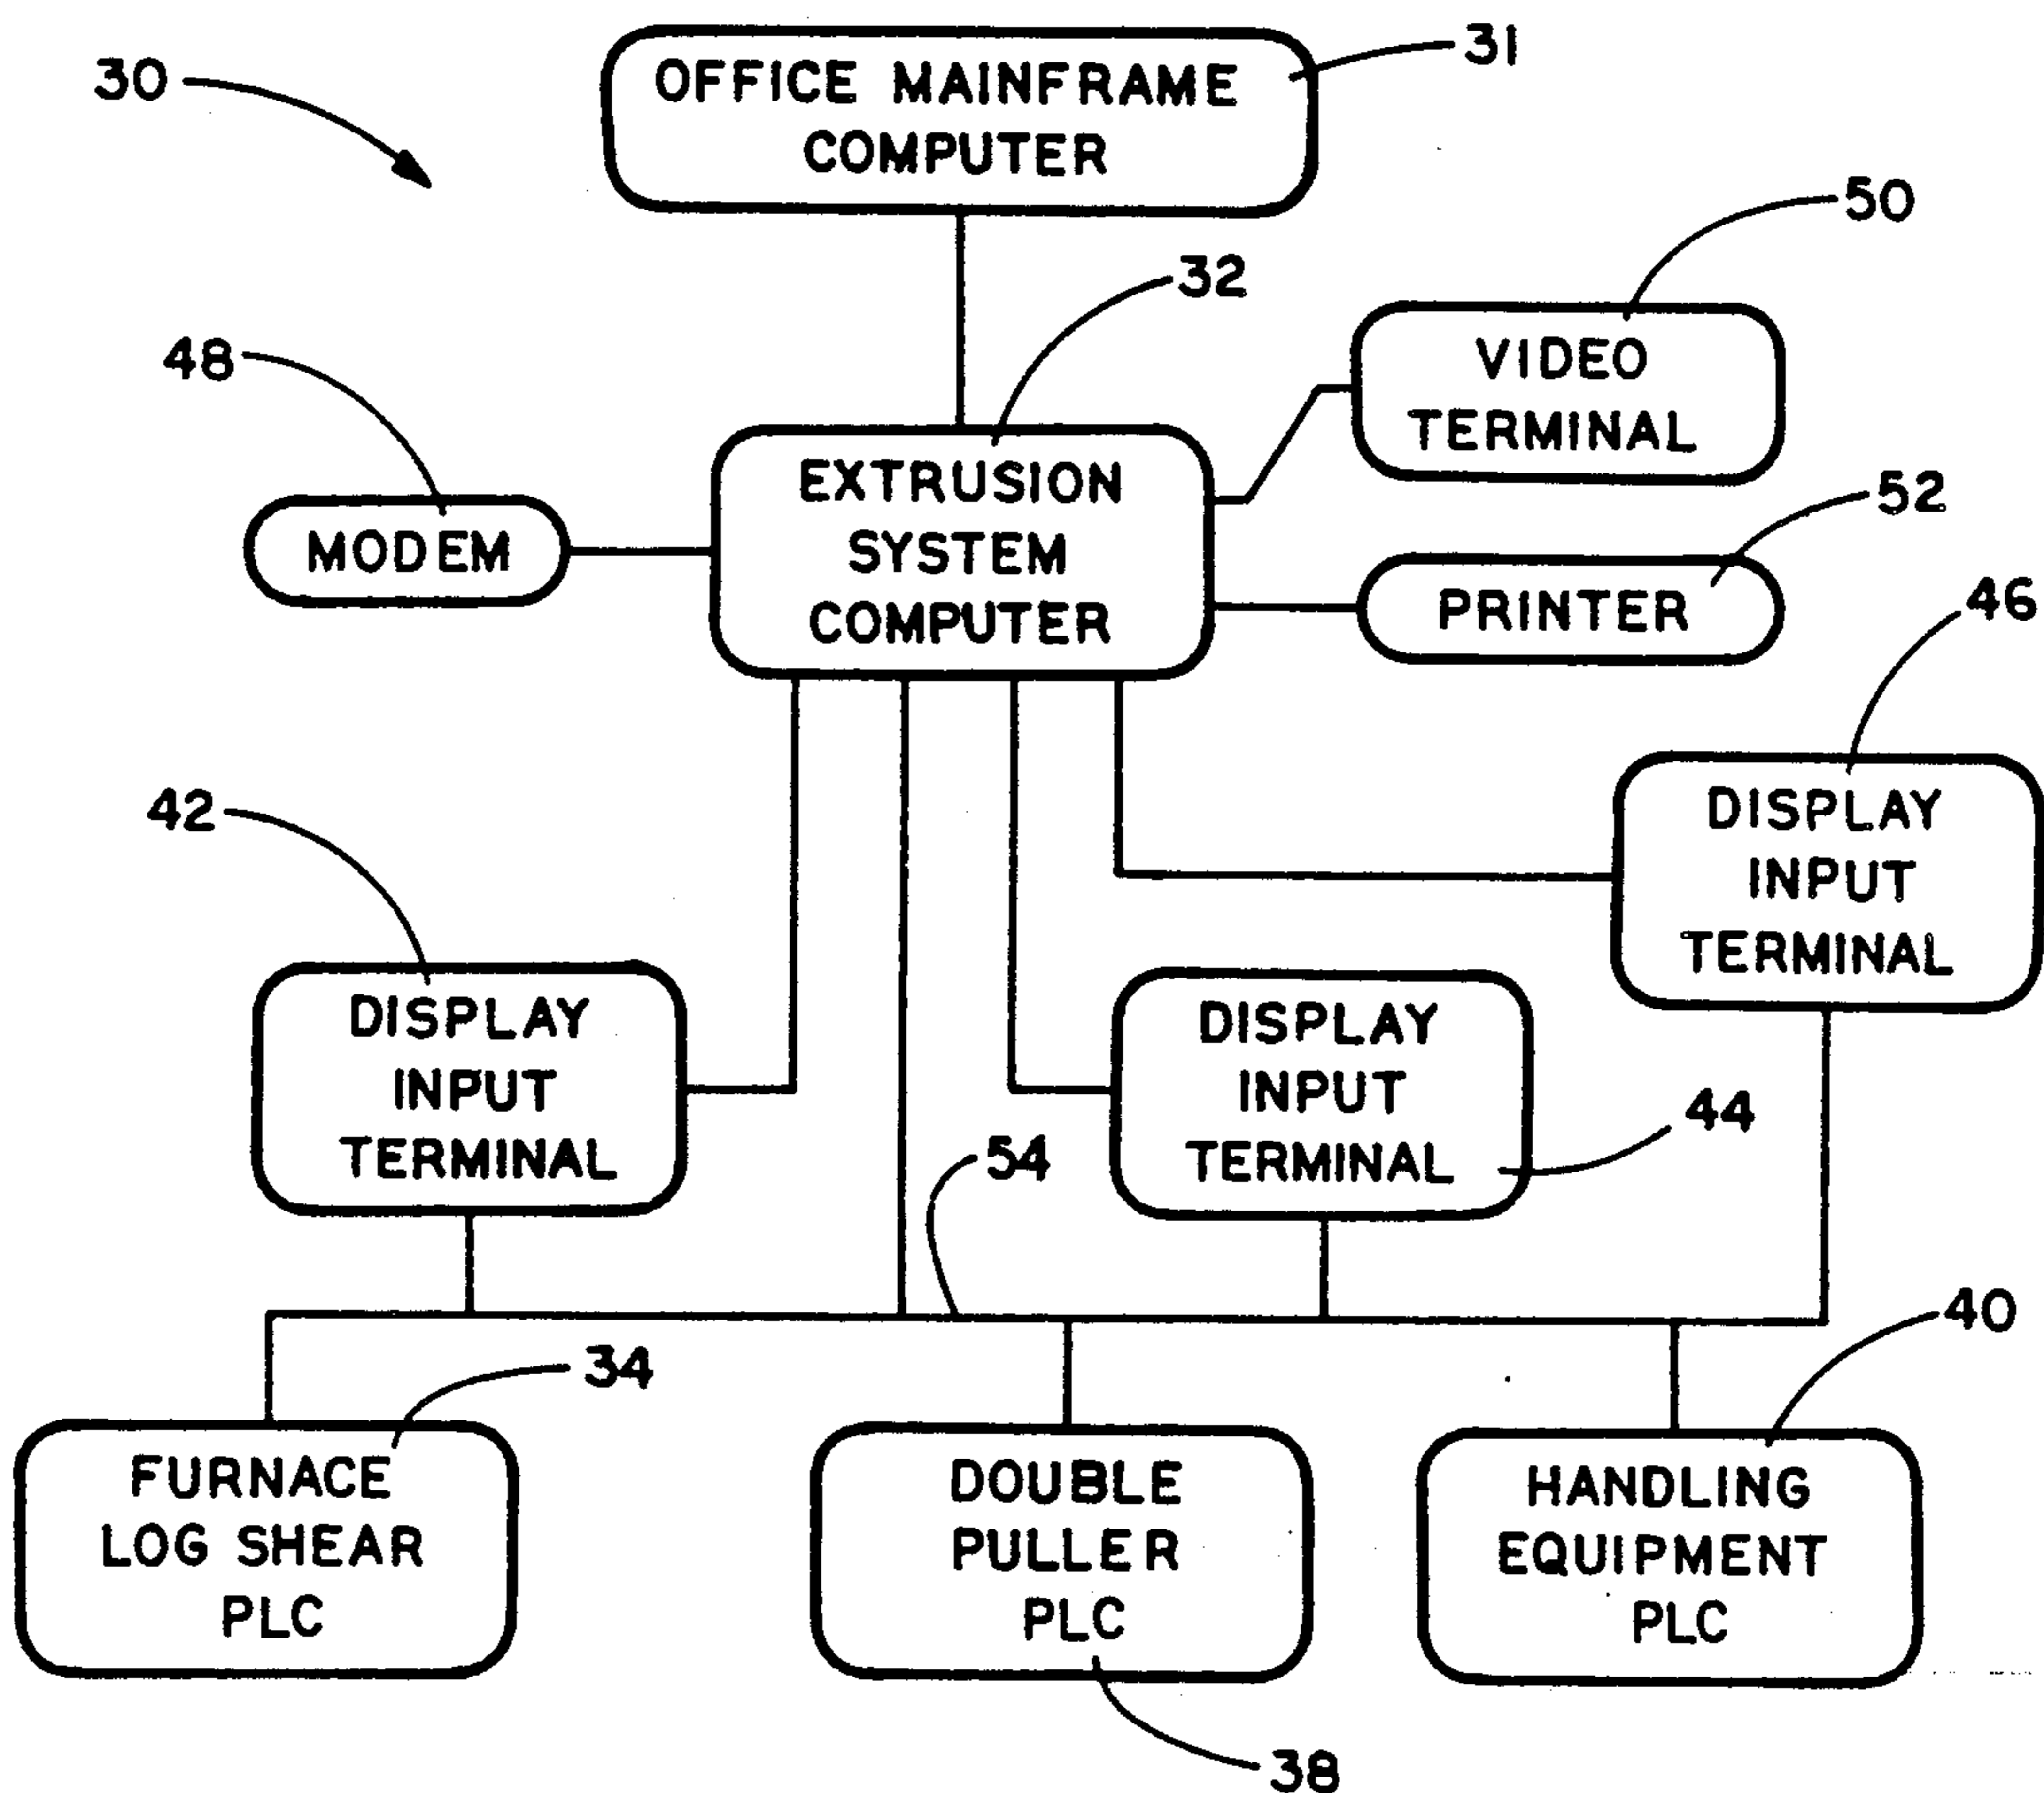 30
OFFICE MAINFRAME
COMPUTER
31
50
32
48
VIDEO
TERMINAL
EXTRUSION
SYSTEM
COMPUTER
MODEM
52
PRINTER
46
42
DISPLAY
INPUT
TERMINAL
DISPLAY
INPUT
TERMINAL
DISPLAY
INPUT
TERMINAL
44
54
40
34
FURNACE
LOG SHEAR
PLC
DOUBLE
PULLER
PLC
HANDLING
EQUIPMENT
PLC
38